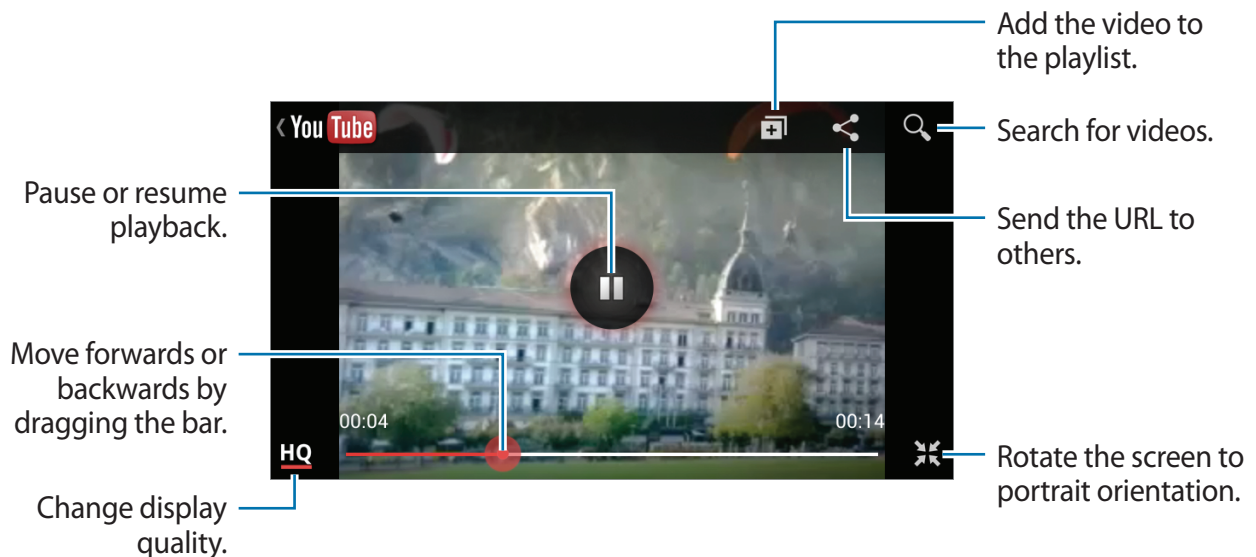 Add the video to
the playlist.
You Tube
Search for videos.
Pause or resume
playback.
Send the URL to
others.
Move forwards or
backwards by
dragging the bar.
00:04
00:14
HQ
Rotate the screen to
portrait orientation.
Change display
quality.